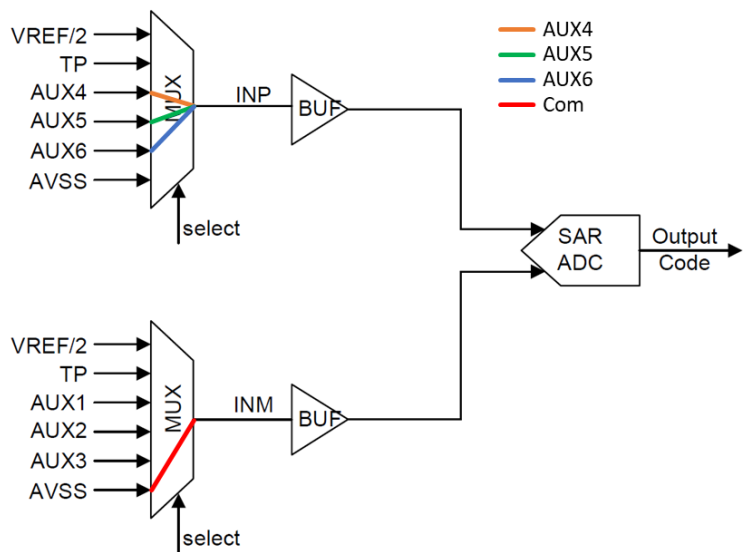 VREF/2
TP
AUX4
AUX5
AUX6
AVSS
MUX
select
INP
BUF
AUX4
AUX5
AUX6
Com
SAR
ADC
Output
Code
VREF/2
TP
AUX1
AUX2
AUX3
AVSS
MUX
select
INM
BUF